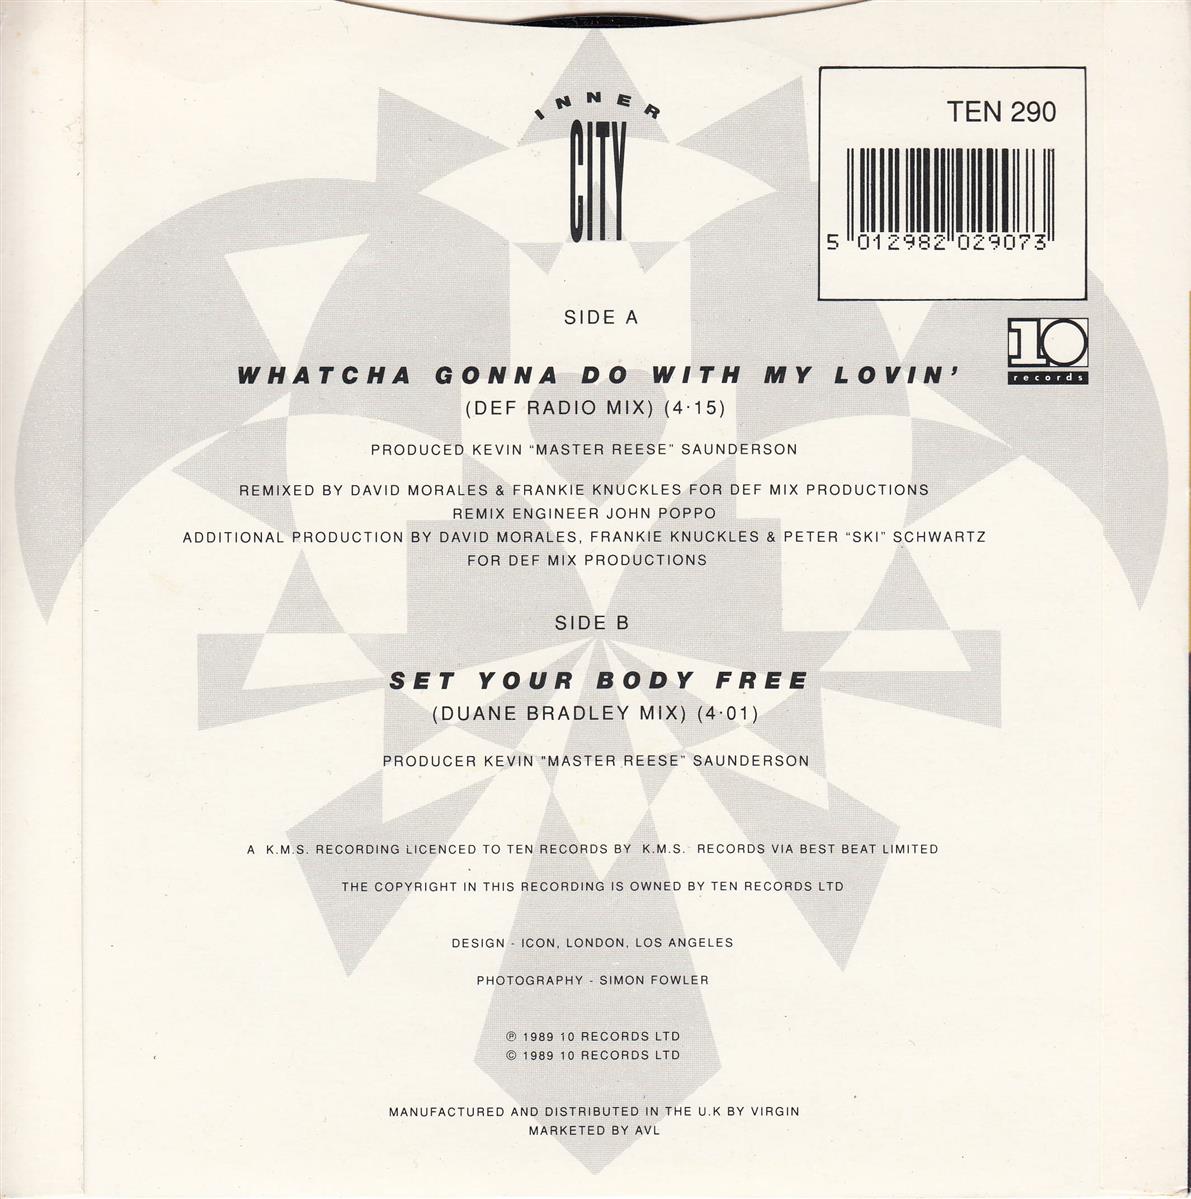 INNER
CITY
TEN 290
5 012982 029073
10
records
SIDE A
WHATCHA GONNA DO WITH MY LOVIN'
(DEF RADIO MIX) (4·15)
PRODUCED KEVIN "MASTER REESE" SAUNDERSON
REMIXED BY DAVID MORALES & FRANKIE KNUCKLES FOR DEF MIX PRODUCTIONS
REMIX ENGINEER JOHN POPPO
ADDITIONAL PRODUCTION BY DAVID MORALES, FRANKIE KNUCKLES & PETER "SKI" SCHWARTZ
FOR DEF MIX PRODUCTIONS
SIDE B
SET YOUR BODY FREE
(DUANE BRADLEY MIX) (4·01)
PRODUCER KEVIN "MASTER REESE" SAUNDERSON
A K.M.S. RECORDING LICENCED TO TEN RECORDS BY K.M.S. RECORDS VIA BEST BEAT LIMITED
THE COPYRIGHT IN THIS RECORDING IS OWNED BY TEN RECORDS LTD
DESIGN - ICON, LONDON, LOS ANGELES
PHOTOGRAPHY - SIMON FOWLER
℗ 1989 10 RECORDS LTD
© 1989 10 RECORDS LTD
MANUFACTURED AND DISTRIBUTED IN THE U.K BY VIRGIN
MARKETED BY AVL